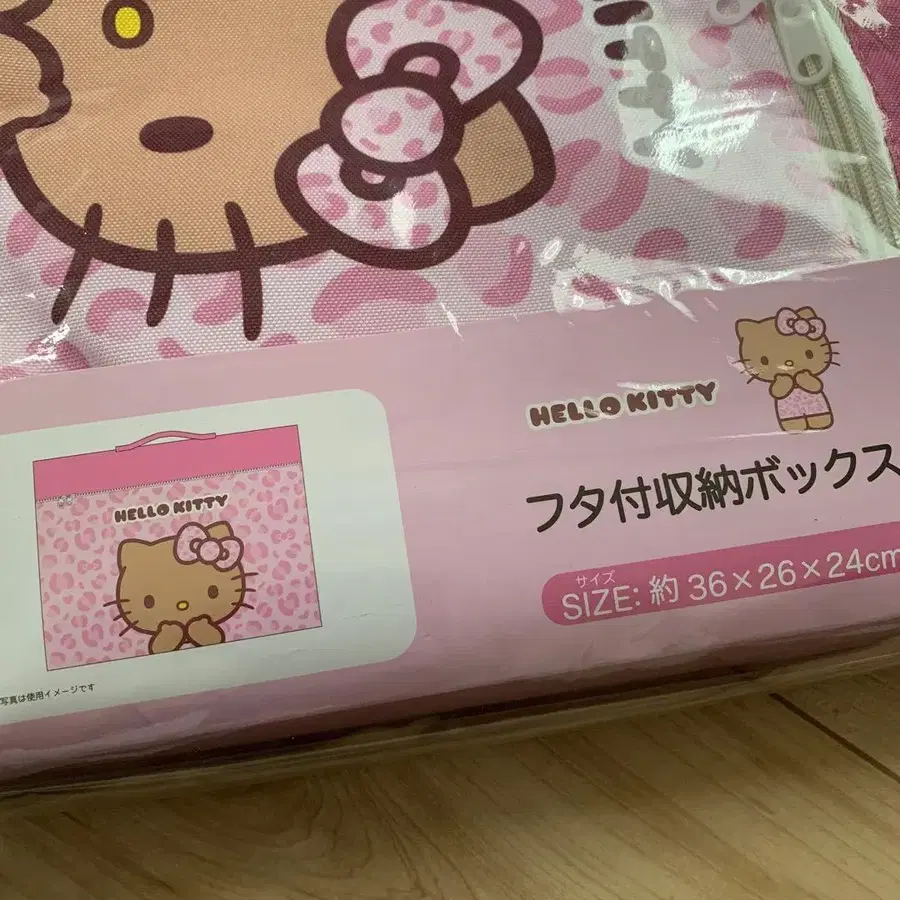 HELLO KITTY
フタ付収納ボックス
サイズ
SIZE: 約 36×26×24cm
HELLO KITTY
写真は使用イメージです